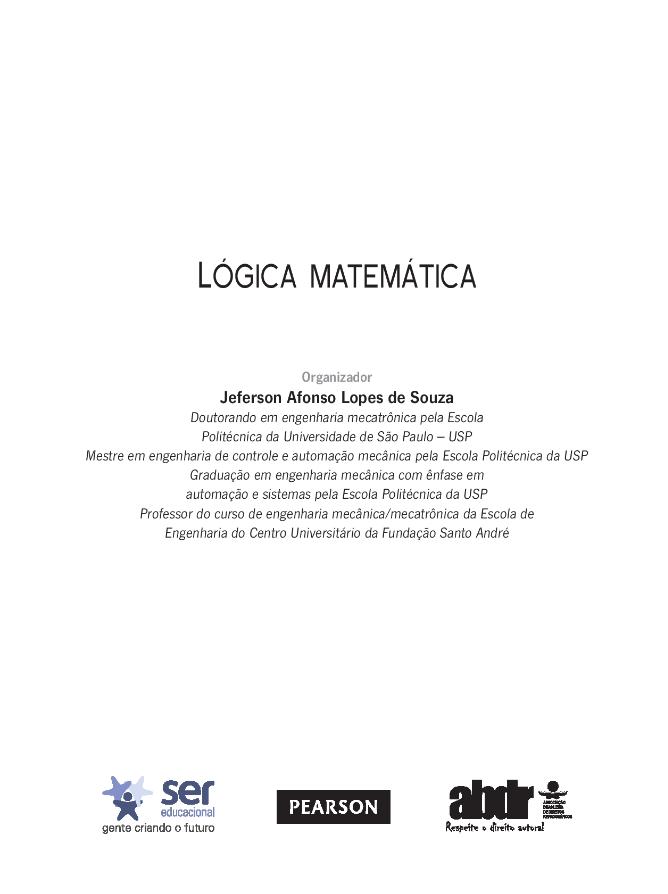 LÓGICA MATEMÁTICA
Organizador
Jeferson Afonso Lopes de Souza
Doutorando em engenharia mecatrônica pela Escola
Politécnica da Universidade de São Paulo – USP
Mestre em engenharia de controle e automação mecânica pela Escola Politécnica da USP
Graduação em engenharia mecânica com ênfase em
automação e sistemas pela Escola Politécnica da USP
Professor do curso de engenharia mecânica/mecatrônica da Escola de
Engenharia do Centro Universitário da Fundação Santo André
ser
educacional
gente criando o futuro
PEARSON
abdr
ASSOCIAÇÃO
BRASILEIRA
DE DIREITOS
REPROGRÁFICOS
Respeite o direito autoral